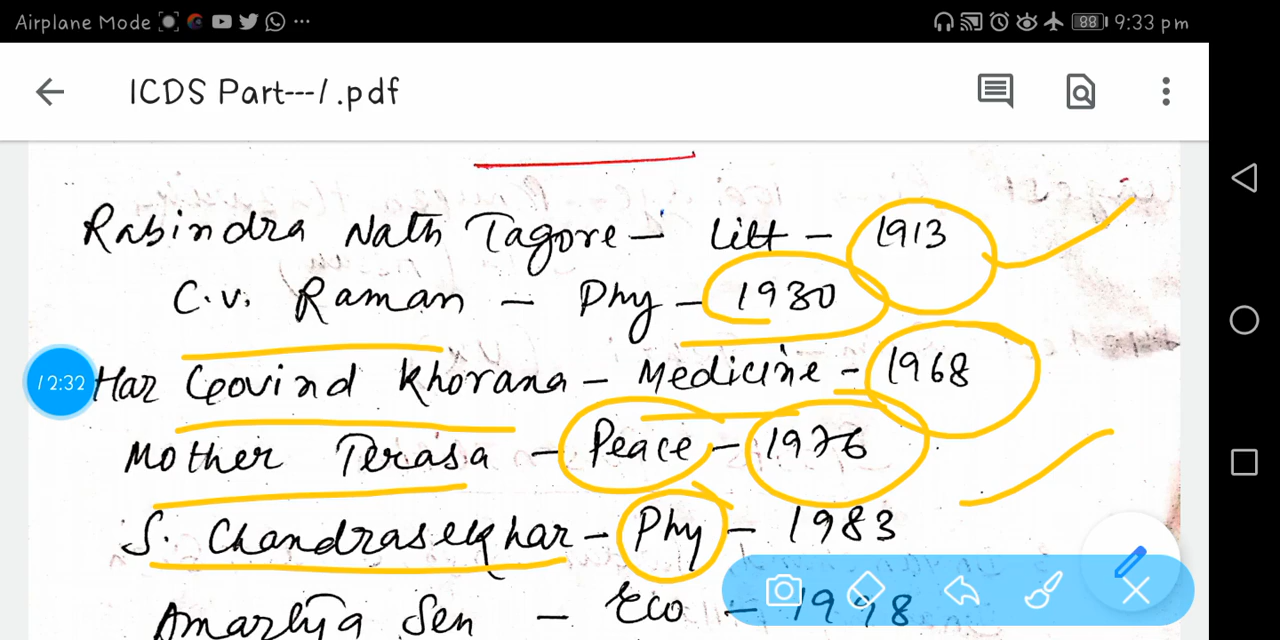 Airplane Mode ... 88 9:33 pm
ICDS Part---1 .pdf
Rabindra Nath Tagore - Litt - 1913
C.V. Raman - Phy - 1930
12:32
Har Govind Khorana - Medicine - 1968
Mother Terasa - Peace - 1976
S. Chandrasekhar - Phy - 1983
Amartya Sen - Eco - 1998